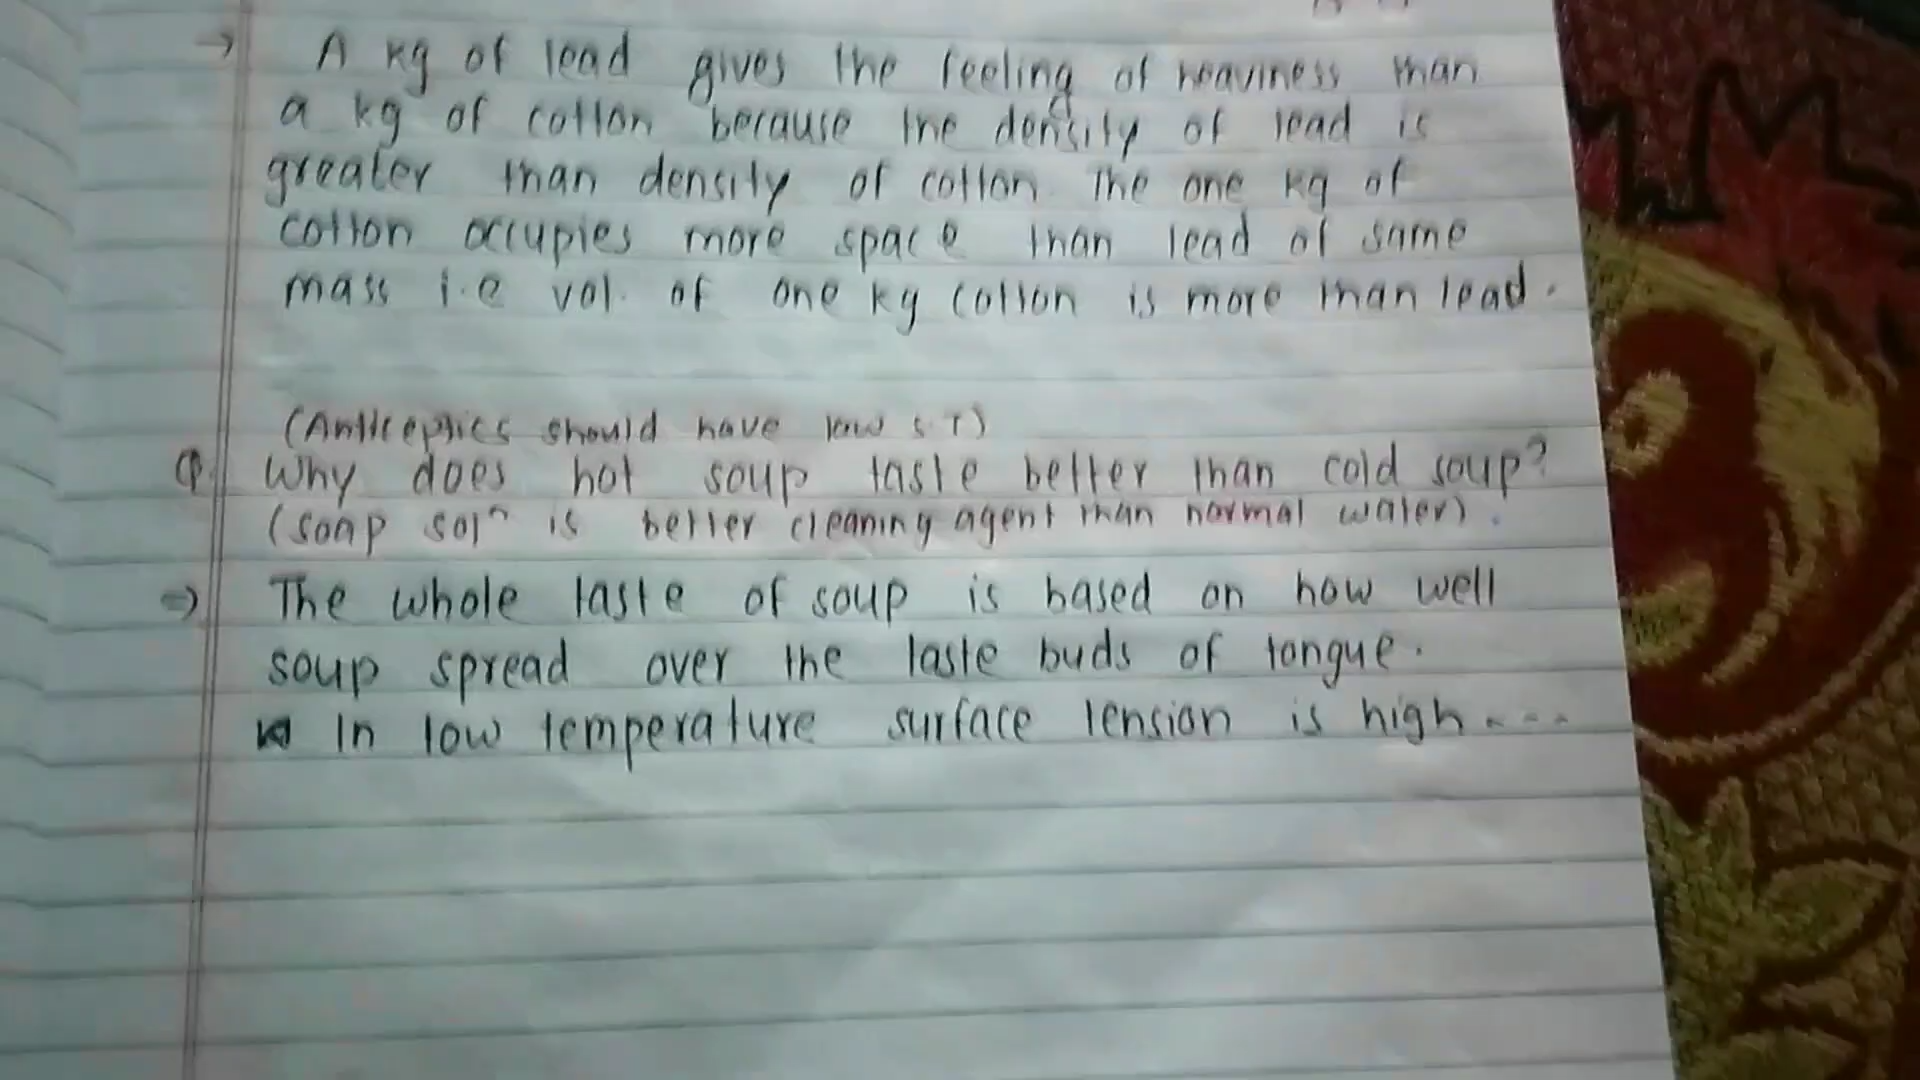 → A kg of lead gives the feeling of heaviness than
a kg of cotton because the density of lead is
greater than density of cotton. The one kg of
cotton occupies more space than lead of same
mass i.e vol. of one kg cotton is more than lead.
(Anticeptics should have low S.T)
Q. Why does hot soup taste better than cold soup?
(soap solⁿ is better cleaning agent than normal water).
⇒ The whole taste of soup is based on how well
soup spread over the taste buds of tongue.
In low temperature surface tension is high ----